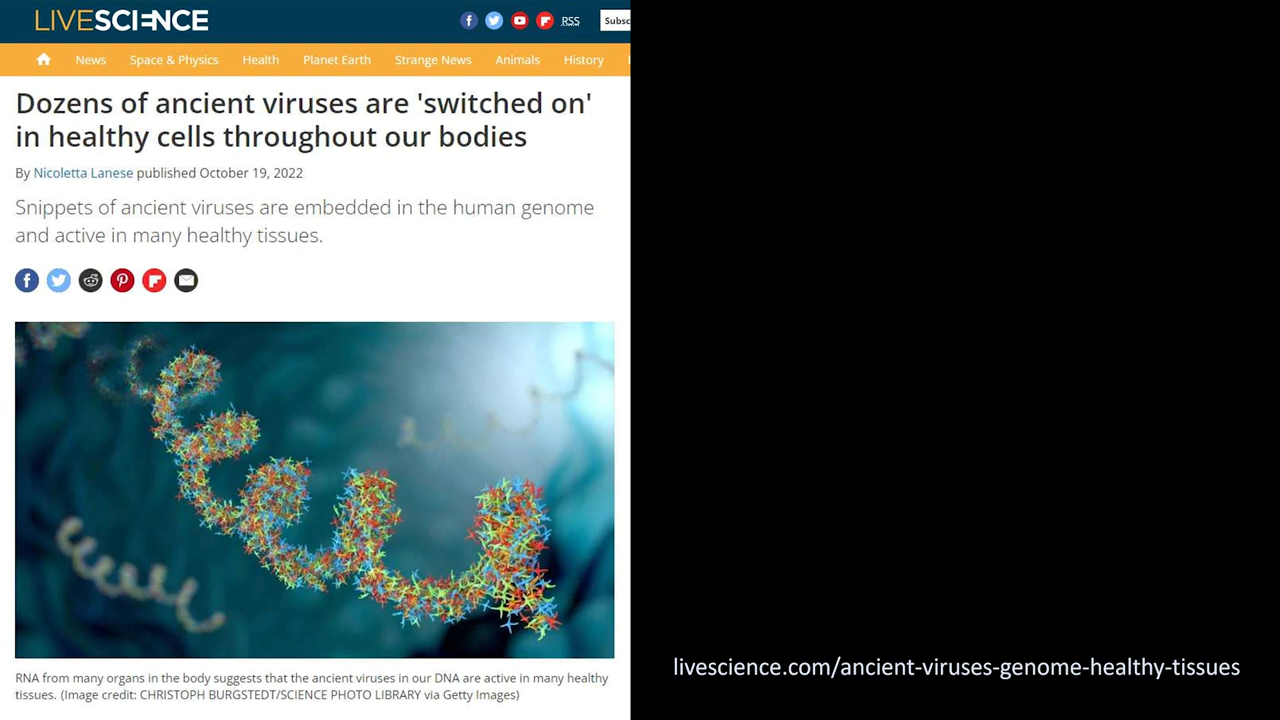 LIVESCIENCE
RSS
Subsc
News Space & Physics Health Planet Earth Strange News Animals History
Dozens of ancient viruses are 'switched on'
in healthy cells throughout our bodies
By Nicoletta Lanese published October 19, 2022
Snippets of ancient viruses are embedded in the human genome
and active in many healthy tissues.
RNA from many organs in the body suggests that the ancient viruses in our DNA are active in many healthy
tissues. (Image credit: CHRISTOPH BURGSTEDT/SCIENCE PHOTO LIBRARY via Getty Images)
livescience.com/ancient-viruses-genome-healthy-tissues